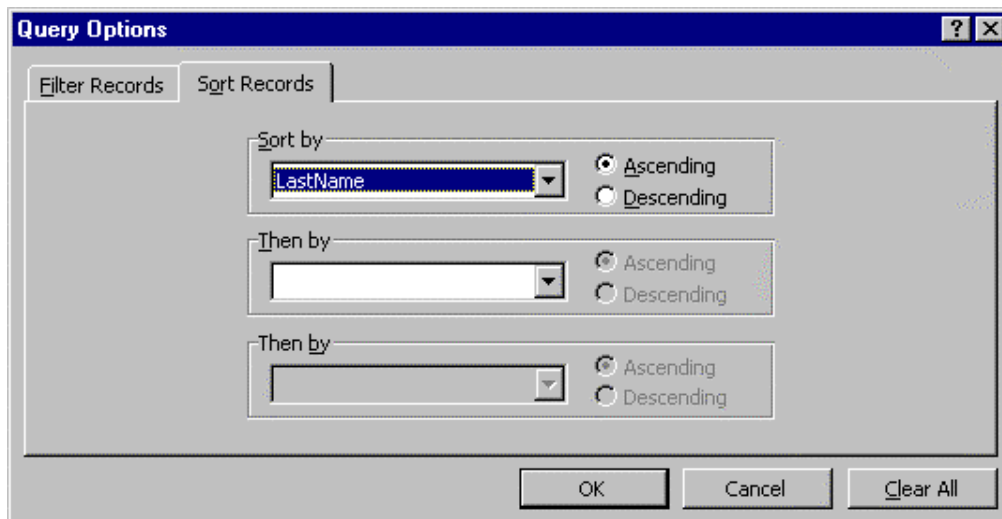 Query Options
Filter Records Sort Records
Sort by
LastName
Ascending
Descending
Then by
Ascending
Descending
Then by
Ascending
Descending
OK Cancel Clear All